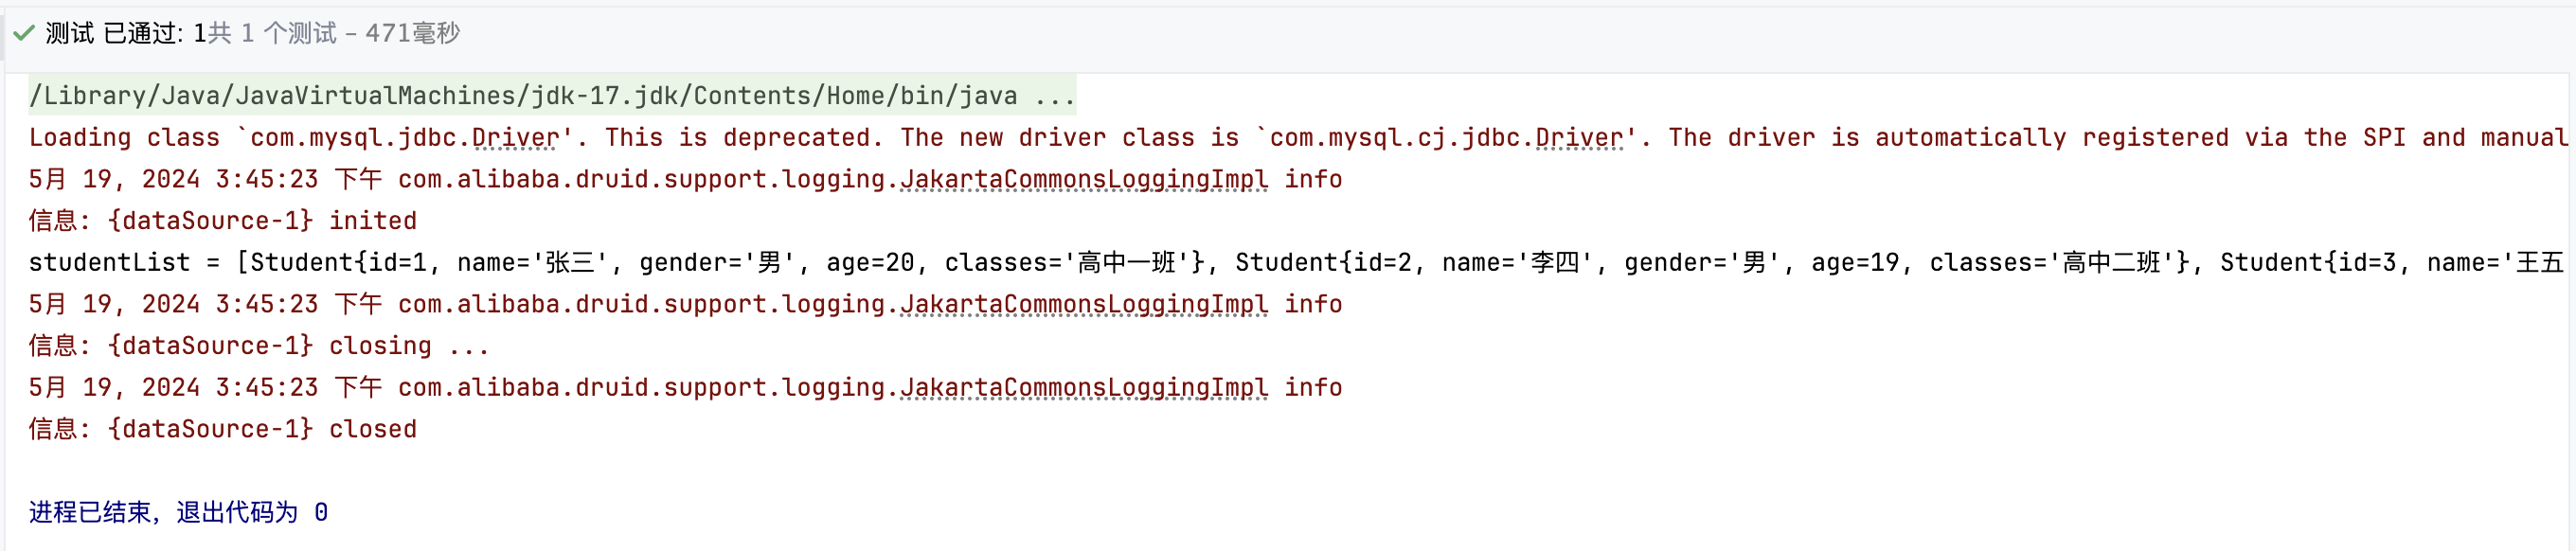 测试 已通过: 1共 1 个测试 – 471毫秒
/Library/Java/JavaVirtualMachines/jdk-17.jdk/Contents/Home/bin/java ...
Loading class `com.mysql.jdbc.Driver'. This is deprecated. The new driver class is `com.mysql.cj.jdbc.Driver'. The driver is automatically registered via the SPI and manual
5月 19, 2024 3:45:23 下午 com.alibaba.druid.support.logging.JakartaCommonsLoggingImpl info
信息: {dataSource-1} inited
studentList = [Student{id=1, name='张三', gender='男', age=20, classes='高中一班'}, Student{id=2, name='李四', gender='男', age=19, classes='高中二班'}, Student{id=3, name='王五
5月 19, 2024 3:45:23 下午 com.alibaba.druid.support.logging.JakartaCommonsLoggingImpl info
信息: {dataSource-1} closing ...
5月 19, 2024 3:45:23 下午 com.alibaba.druid.support.logging.JakartaCommonsLoggingImpl info
信息: {dataSource-1} closed
进程已结束，退出代码为 0